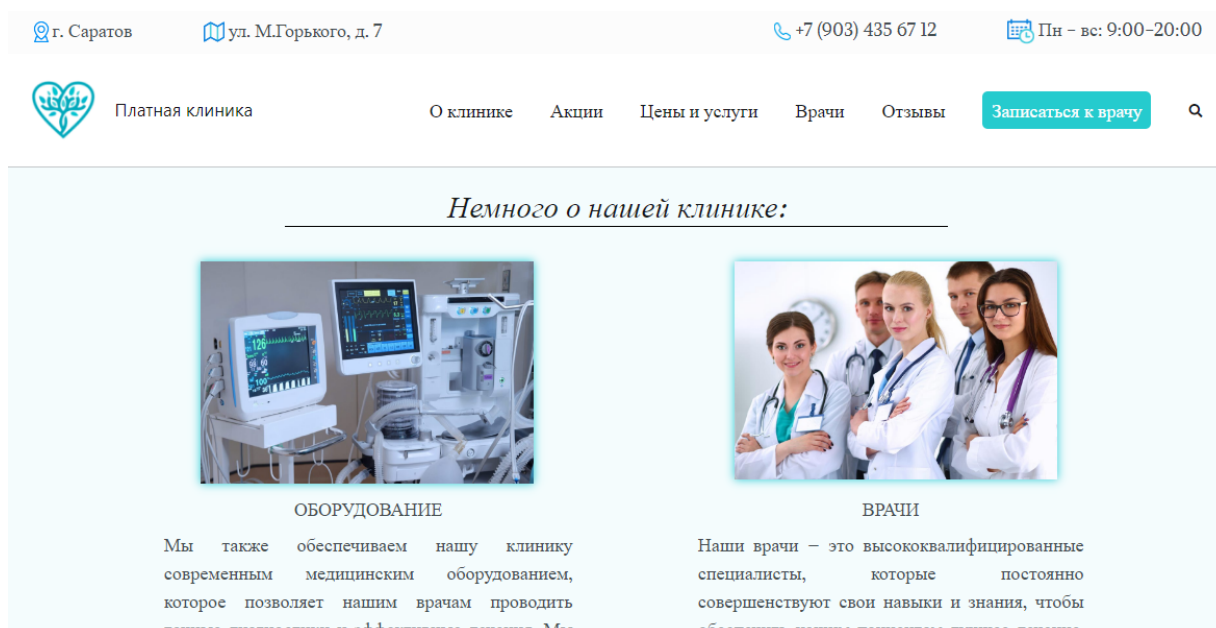 г. Саратов
ул. М.Горького, д. 7
+7 (903) 435 67 12
Пн - вс: 9:00-20:00
Платная клиника
О клинике
Акции
Цены и услуги
Врачи
Отзывы
Записаться к врачу
Немного о нашей клинике:
ОБОРУДОВАНИЕ
Мы также обеспечиваем нашу клинику
современным медицинским оборудованием,
которое позволяет нашим врачам проводить
ВРАЧИ
Наши врачи – это высококвалифицированные
специалисты, которые постоянно
совершенствуют свои навыки и знания, чтобы